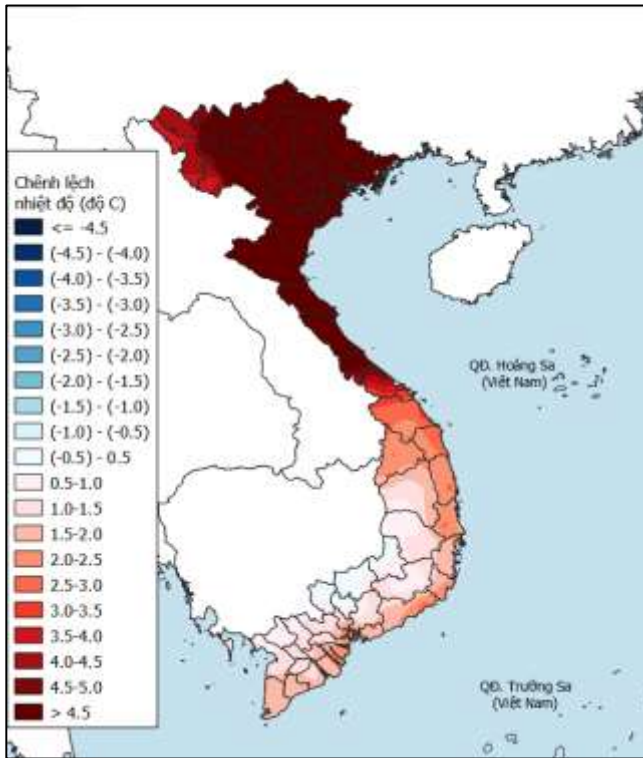 Chênh lệch
nhiệt độ (độ C)
<= -4.5
(-4.5) - (-4.0)
(-4.0) - (-3.5)
(-3.5) - (-3.0)
(-3.0) - (-2.5)
(-2.5) - (-2.0)
(-2.0) - (-1.5)
(-1.5) - (-1.0)
(-1.0) - (-0.5)
(-0.5) - 0.5
0.5-1.0
1.0-1.5
1.5-2.0
2.0-2.5
2.5-3.0
3.0-3.5
3.5-4.0
4.0-4.5
4.5-5.0
> 4.5
QĐ. Hoàng Sa
(Việt Nam)
QĐ. Trường Sa
(Việt Nam)